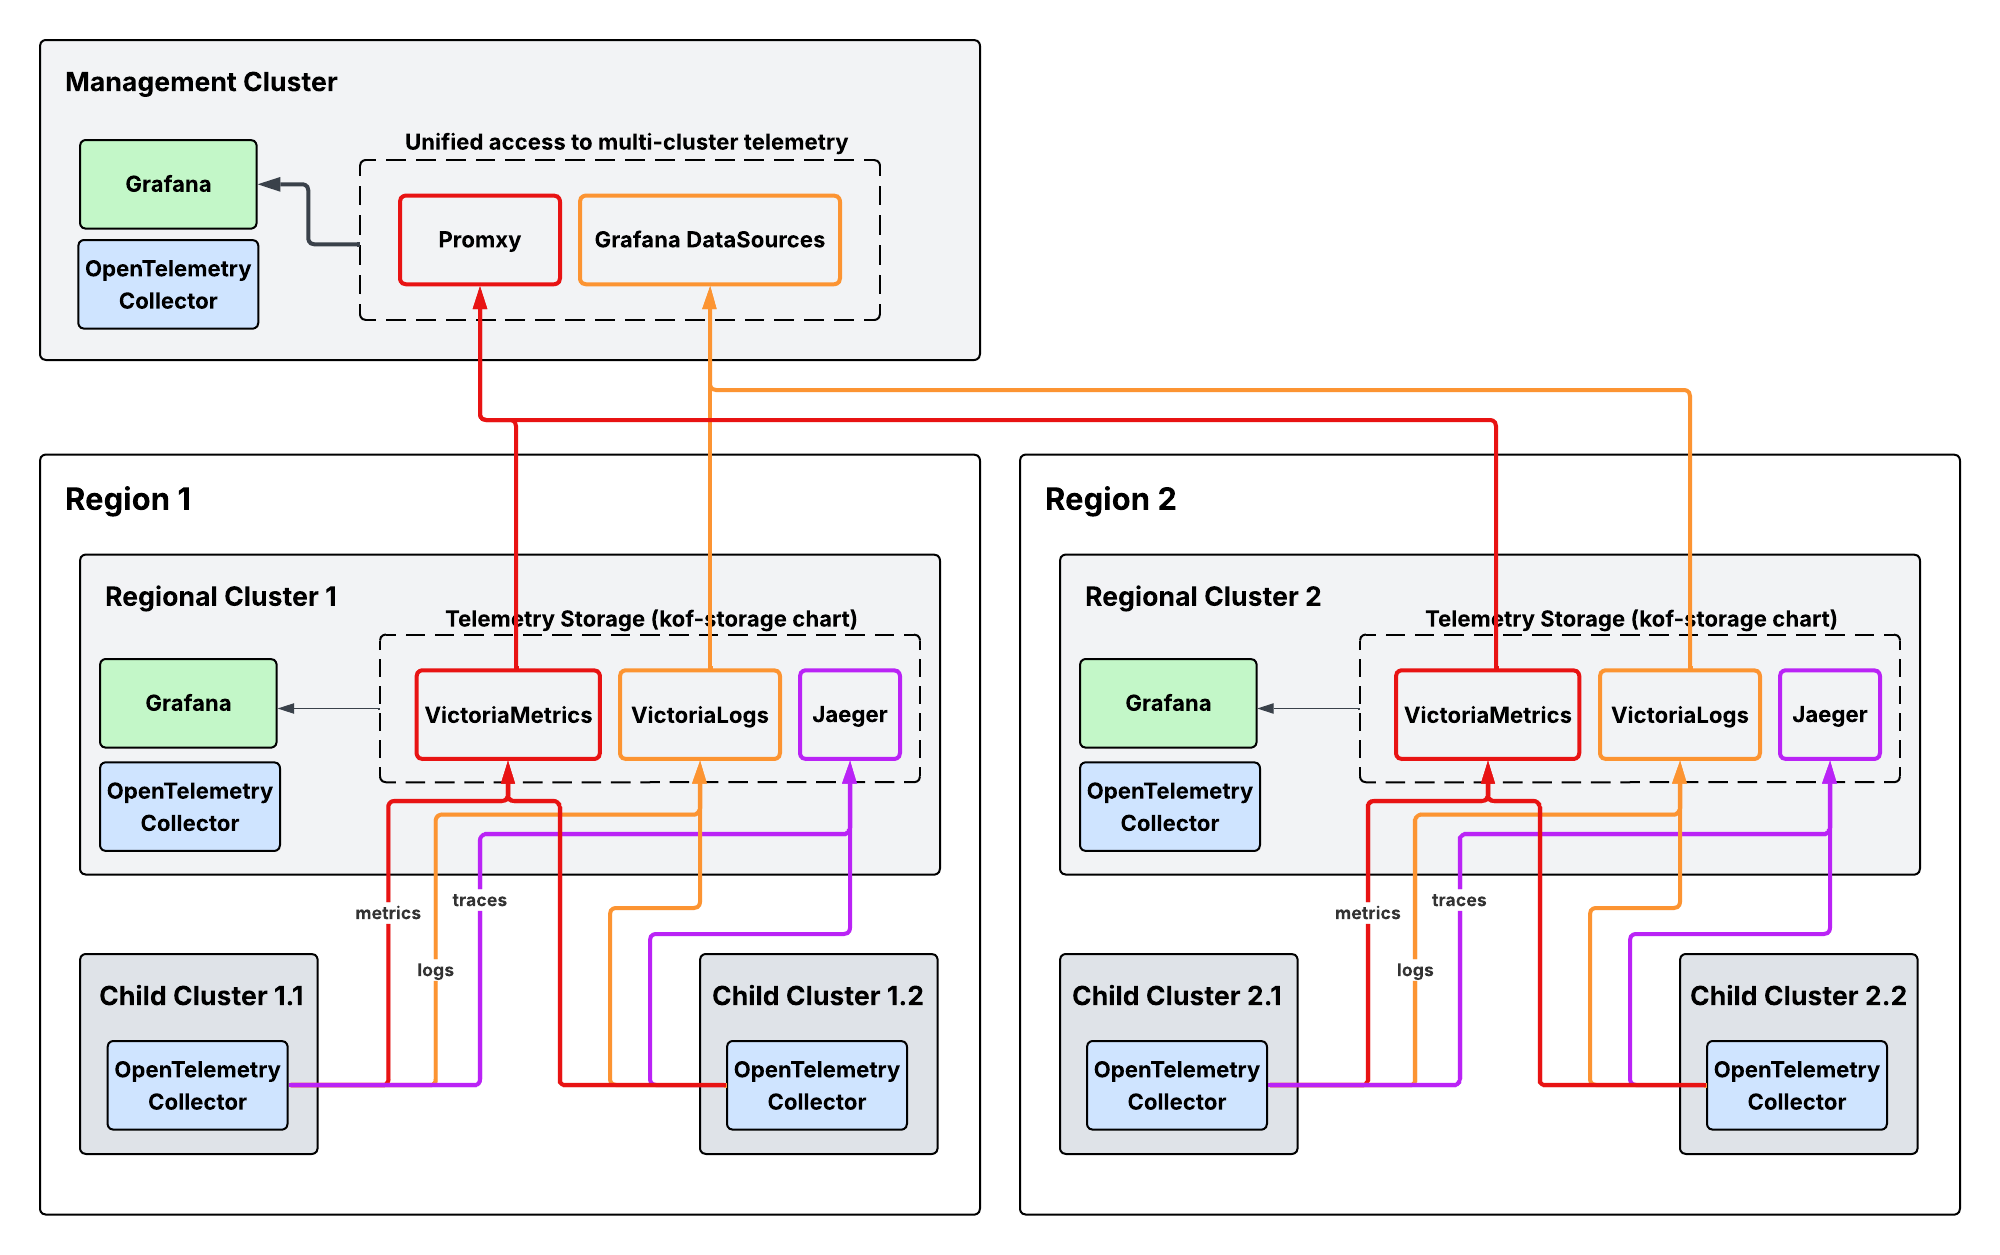 Management Cluster
Unified access to multi-cluster telemetry
Grafana
Promxy
Grafana DataSources
OpenTelemetry
Collector
Region 1
Regional Cluster 1
Telemetry Storage (kof-storage chart)
Grafana
VictoriaMetrics
VictoriaLogs
Jaeger
OpenTelemetry
Collector
traces
metrics
logs
Child Cluster 1.1
OpenTelemetry
Collector
Child Cluster 1.2
OpenTelemetry
Collector
Region 2
Regional Cluster 2
Telemetry Storage (kof-storage chart)
Grafana
VictoriaMetrics
VictoriaLogs
Jaeger
OpenTelemetry
Collector
traces
metrics
logs
Child Cluster 2.1
OpenTelemetry
Collector
Child Cluster 2.2
OpenTelemetry
Collector